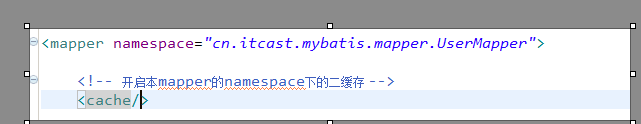 <mapper namespace="cn.itcast.mybatis.mapper.UserMapper">
<!-- 开启本mapper的namespace下的二缓存 -->
<cache/>